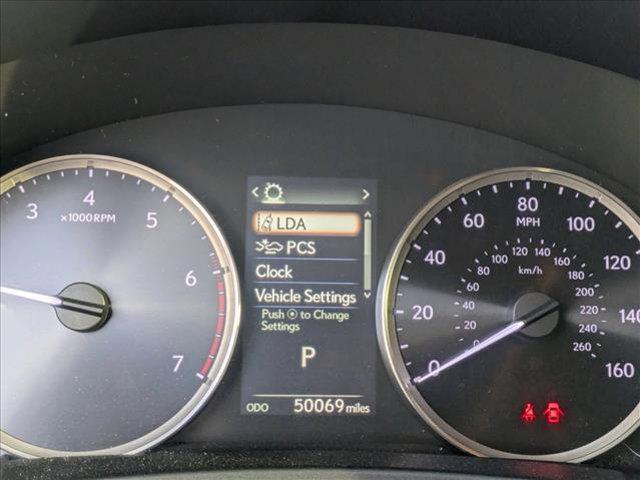 3
4
5
6
7
x1000RPM
LDA
PCS
Clock
Vehicle Settings
Push to Change
Settings
P
ODO 50069 miles
0
20
40
60
80
100
120
140
160
MPH
0
20
40
60
80
100
120
140
160
180
200
220
240
260
km/h